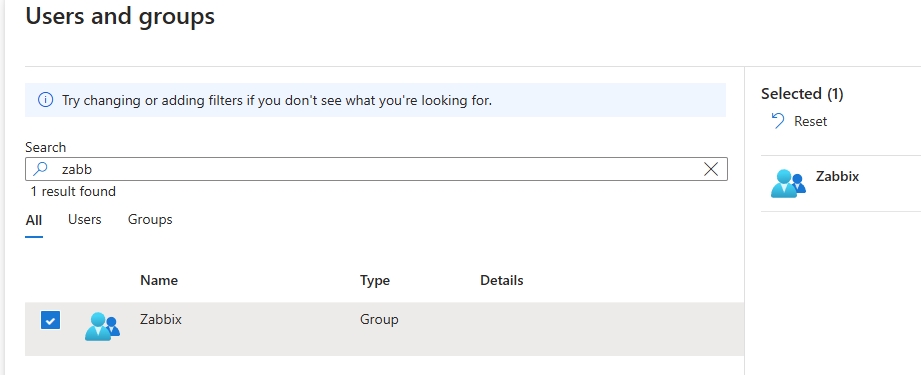 Users and groups
Try changing or adding filters if you don't see what you're looking for.
Search
zabb
1 result found
All Users Groups
Name Type Details
Zabbix Group
Selected (1)
Reset
Zabbix